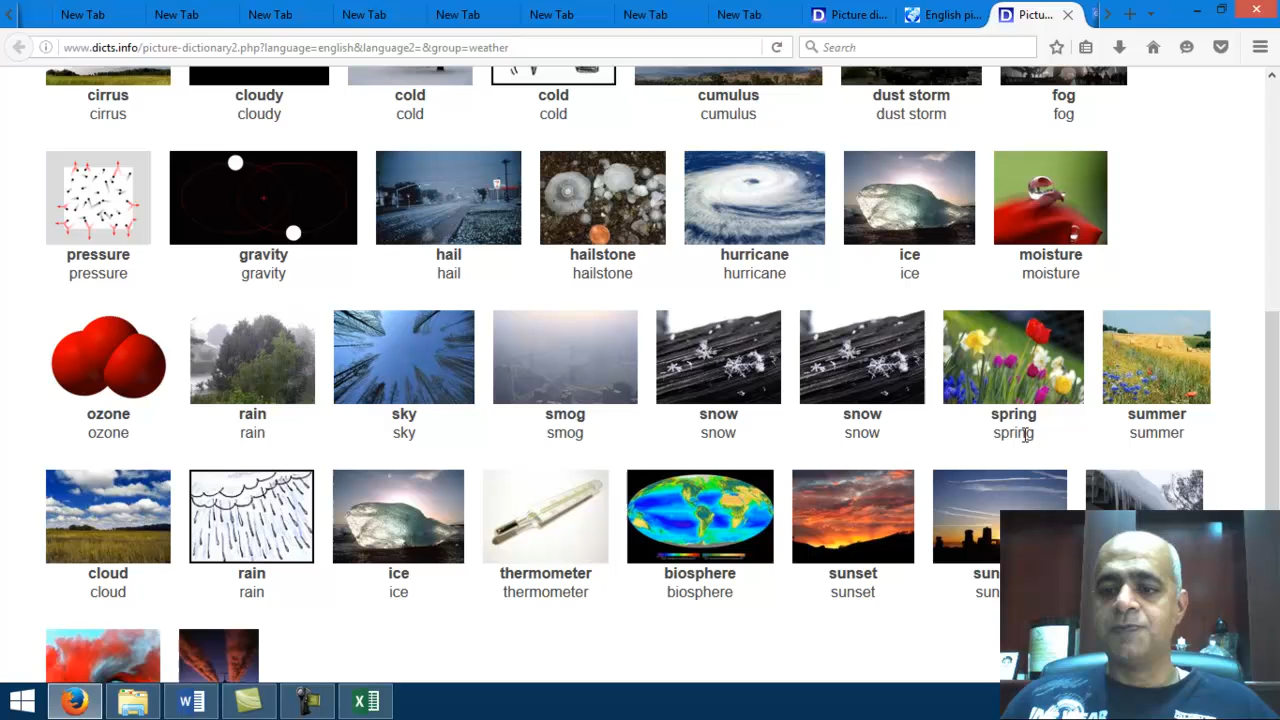 New Tab New Tab New Tab New Tab New Tab New Tab New Tab New Tab Picture di... English pi... Pictu...
www.dicts.info/picture-dictionary2.php?language=english&language2=&group=weather Search
cirrus cloudy cold cold cumulus dust storm fog
cirrus cloudy cold cold cumulus dust storm fog
pressure gravity hail hailstone hurricane ice moisture
pressure gravity hail hailstone hurricane ice moisture
ozone rain sky smog snow snow spring summer
ozone rain sky smog snow snow spring summer
cloud rain ice thermometer biosphere sunset sun
cloud rain ice thermometer biosphere sunset sun